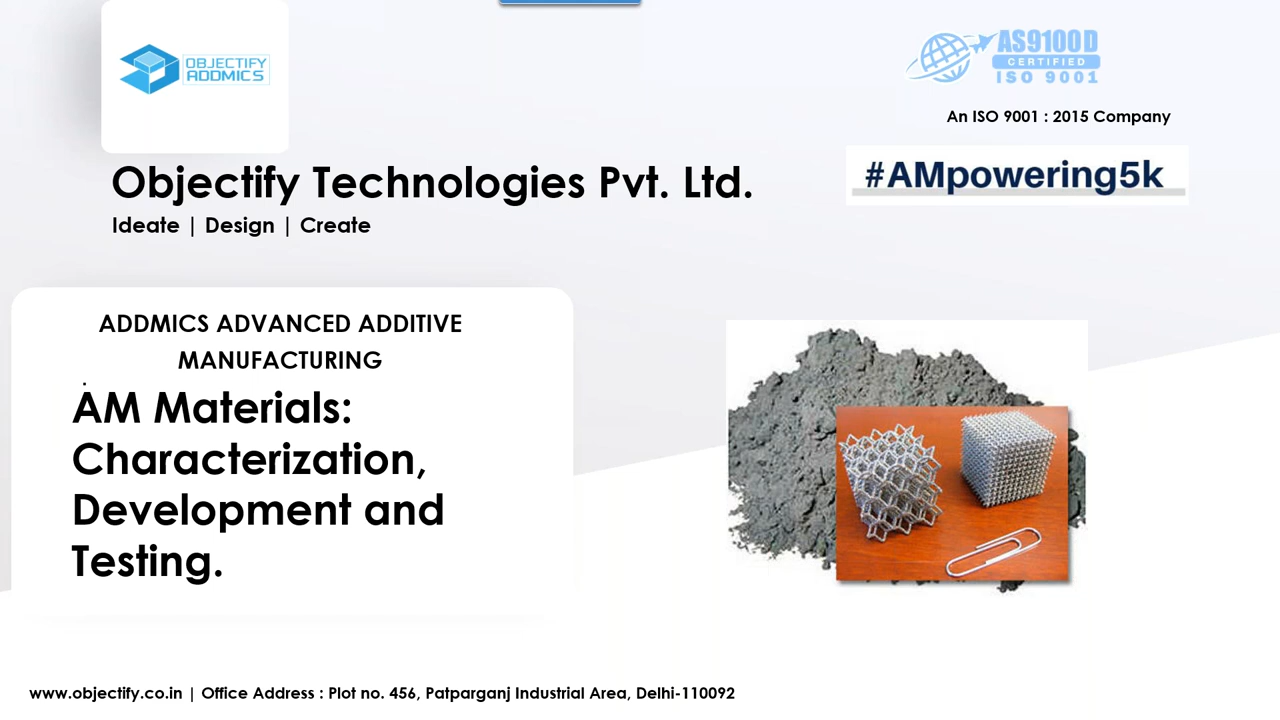 OBJECTIFY
ADDMICS
AS9100D
CERTIFIED
ISO 9001
An ISO 9001 : 2015 Company
#AMpowering5k
Objectify Technologies Pvt. Ltd.
Ideate | Design | Create
ADDMICS ADVANCED ADDITIVE
MANUFACTURING
.
AM Materials:
Characterization,
Development and
Testing.
www.objectify.co.in | Office Address : Plot no. 456, Patparganj Industrial Area, Delhi-110092